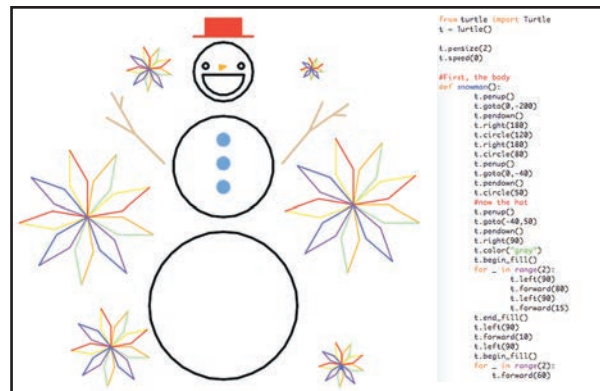 from turtle import Turtle
t = Turtle()
t.pensize(2)
t.speed(0)
#First, the body
def snowman():
t.penup()
t.goto(0,-200)
t.pendown()
t.right(180)
t.circle(120)
t.right(180)
t.circle(80)
t.penup()
t.goto(0,-40)
t.pendown()
t.circle(50)
#now the hat
t.penup()
t.goto(-40,50)
t.pendown()
t.right(90)
t.color("gray")
t.begin_fill()
for _ in range(2):
t.left(90)
t.forward(80)
t.left(90)
t.forward(15)
t.end_fill()
t.left(90)
t.forward(10)
t.left(90)
t.begin_fill()
for _ in range(2):
t.forward(60)